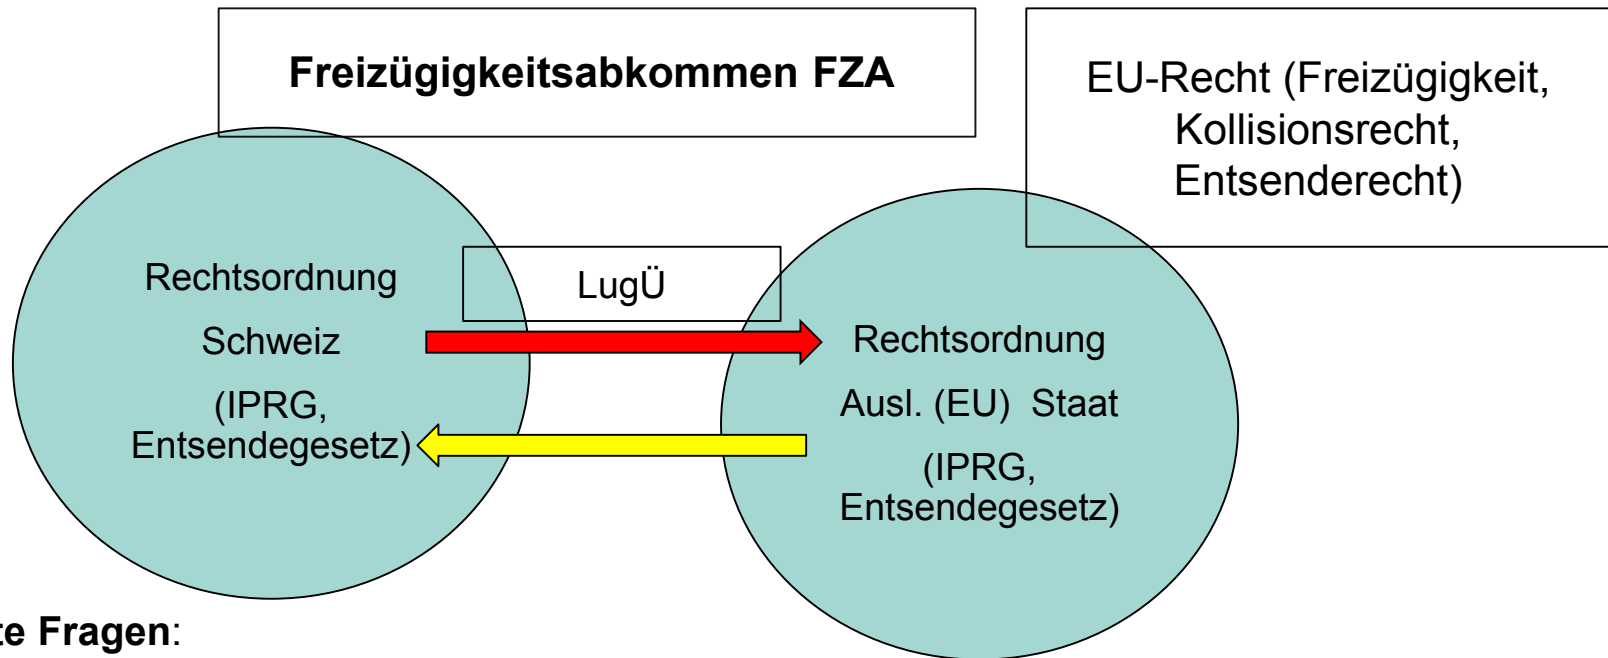 Freizügigkeitsabkommen FZA
EU-Recht (Freizügigkeit,
Kollisionsrecht,
Entsenderecht)
Rechtsordnung
Schweiz
(IPRG,
Entsendegesetz)
LugÜ
Rechtsordnung
Ausl. (EU) Staat
(IPRG,
Entsendegesetz)
te Fragen: